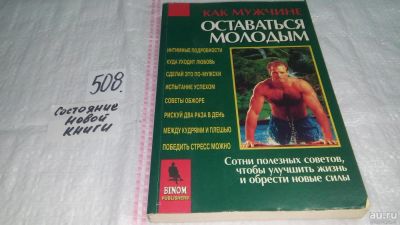 508.
Состояние
новой
книги
КАК МУЖЧИНЕ
ОСТАВАТЬСЯ
МОЛОДЫМ
ИНТИМНЫЕ ПОДРОБНОСТИ
КУДА УХОДИТ ЛЮБОВЬ
СДЕЛАЙ ЭТО ПО-МУЖСКИ
ИСПЫТАНИЕ УСПЕХОМ
СОВЕТЫ ОБЖОРЕ
РИСКУЙ ДВА РАЗА В ДЕНЬ
МЕЖДУ КУДРЯМИ И ПЛЕШЬЮ
ПОБЕДИТЬ СТРЕСС МОЖНО
BINOM
PUBLISHERS
Сотни полезных советов,
чтобы улучшить жизнь
и обрести новые силы
au.ru